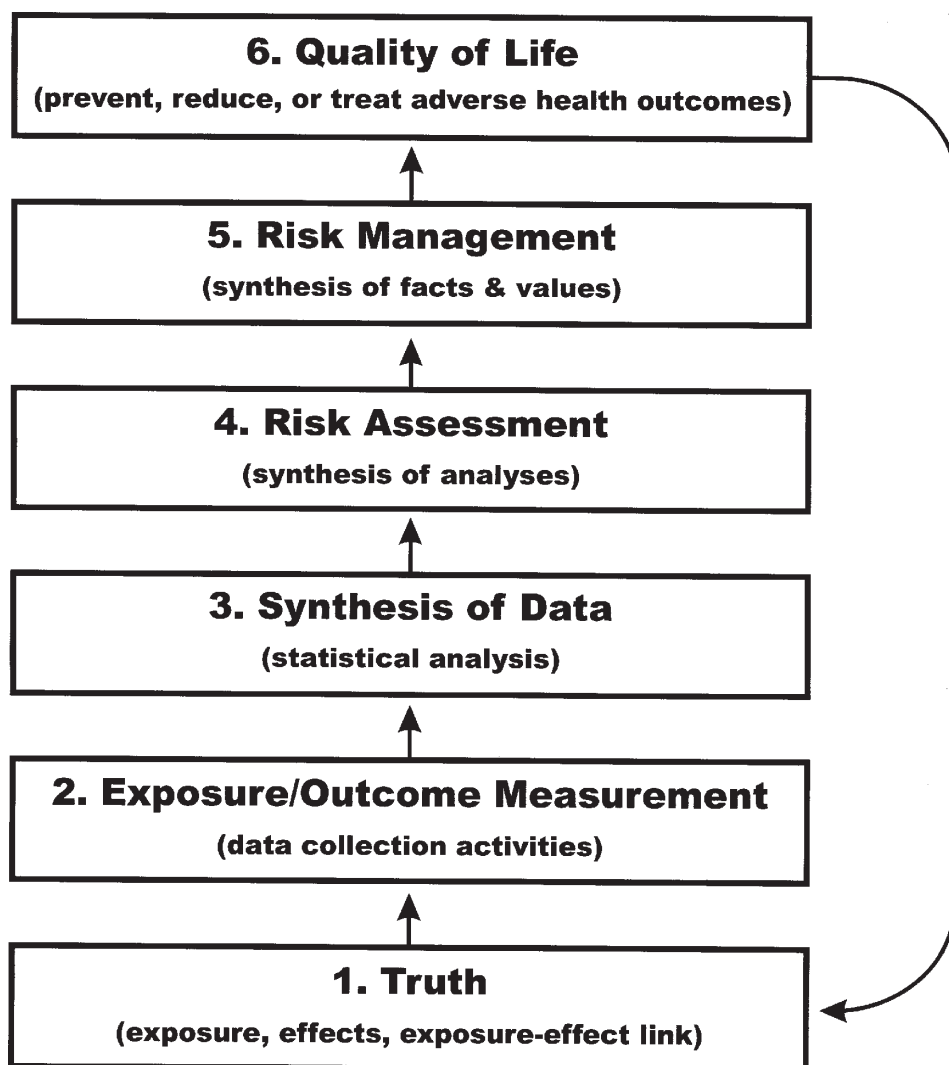 6. Quality of Life
(prevent, reduce, or treat adverse health outcomes)
5. Risk Management
(synthesis of facts & values)
4. Risk Assessment
(synthesis of analyses)
3. Synthesis of Data
(statistical analysis)
2. Exposure/Outcome Measurement
(data collection activities)
1. Truth
(exposure, effects, exposure-effect link)